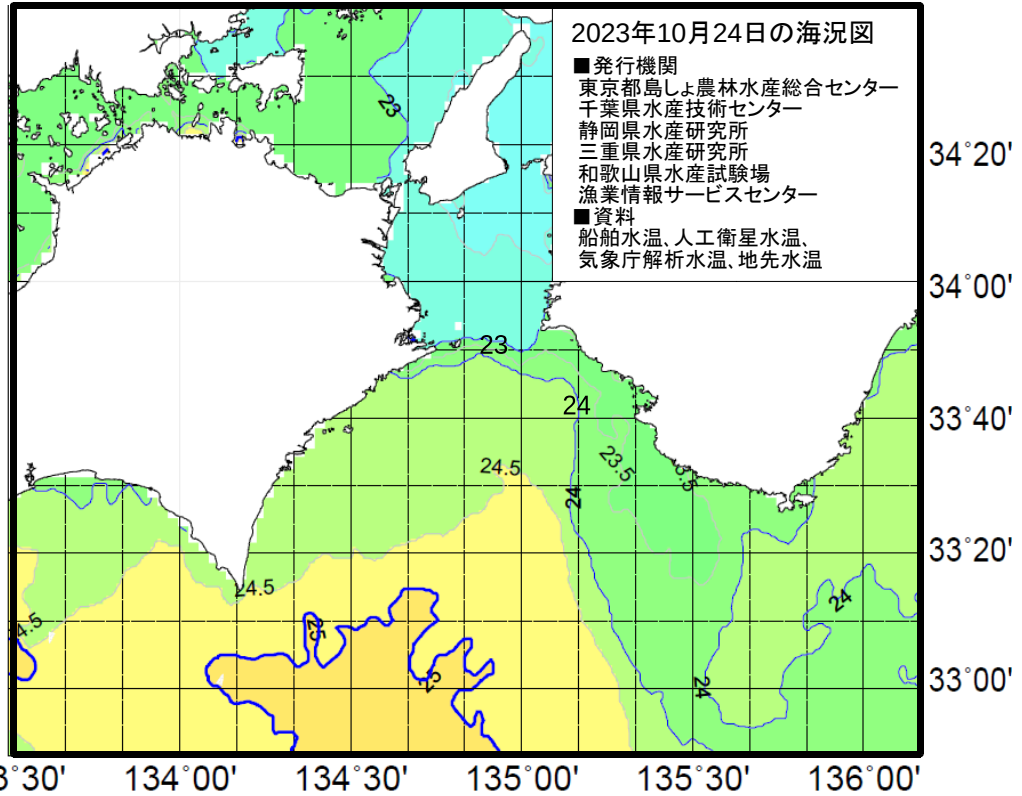 2023年10月24日の海況図
■発行機関
東京都島しょ農林水産総合センター
千葉県水産技術センター
静岡県水産研究所
三重県水産研究所
和歌山県水産試験場
漁業情報サービスセンター
■資料
船舶水温、人工衛星水温、
気象庁解析水温、地先水温
23
34°20'
34°00'
23
24
33°40'
24.5
23.5
3.5
24
33°20'
24.5
24
4.5
25
25
24
33°00'
3°30'
134°00'
134°30'
135°00'
135°30'
136°00'